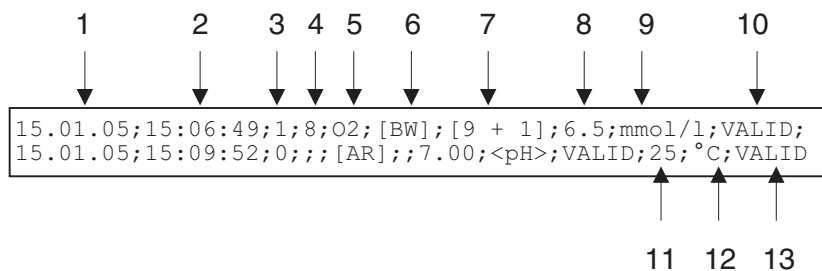 1 2 3 4 5 6 7 8 9 10
15.01.05;15:06:49;1;8;O2;[BW];[9 + 1];6.5;mmol/l;VALID;
15.01.05;15:09:52;0;;;[AR];;7.00;<pH>;VALID;25;°C;VALID
11 12 13